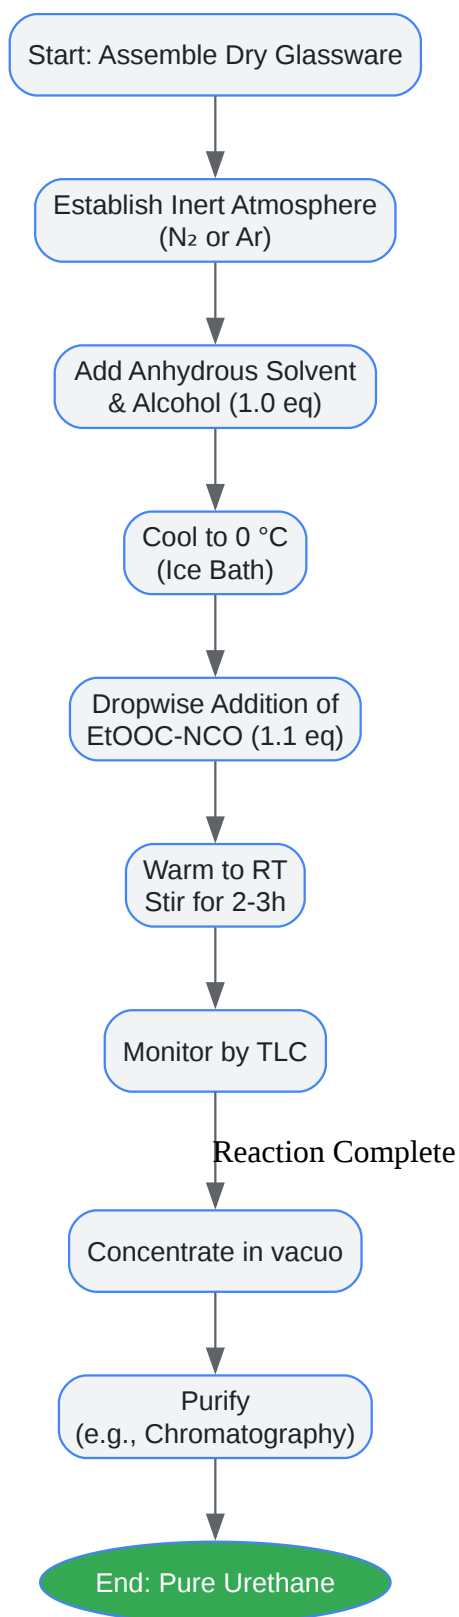 Start: Assemble Dry Glassware
Establish Inert Atmosphere
(N₂ or Ar)
Add Anhydrous Solvent
& Alcohol (1.0 eq)
Cool to 0 °C
(Ice Bath)
Dropwise Addition of
EtOOC-NCO (1.1 eq)
Warm to RT
Stir for 2-3h
Monitor by TLC
Reaction Complete
Concentrate in vacuo
Purify
(e.g., Chromatography)
End: Pure Urethane